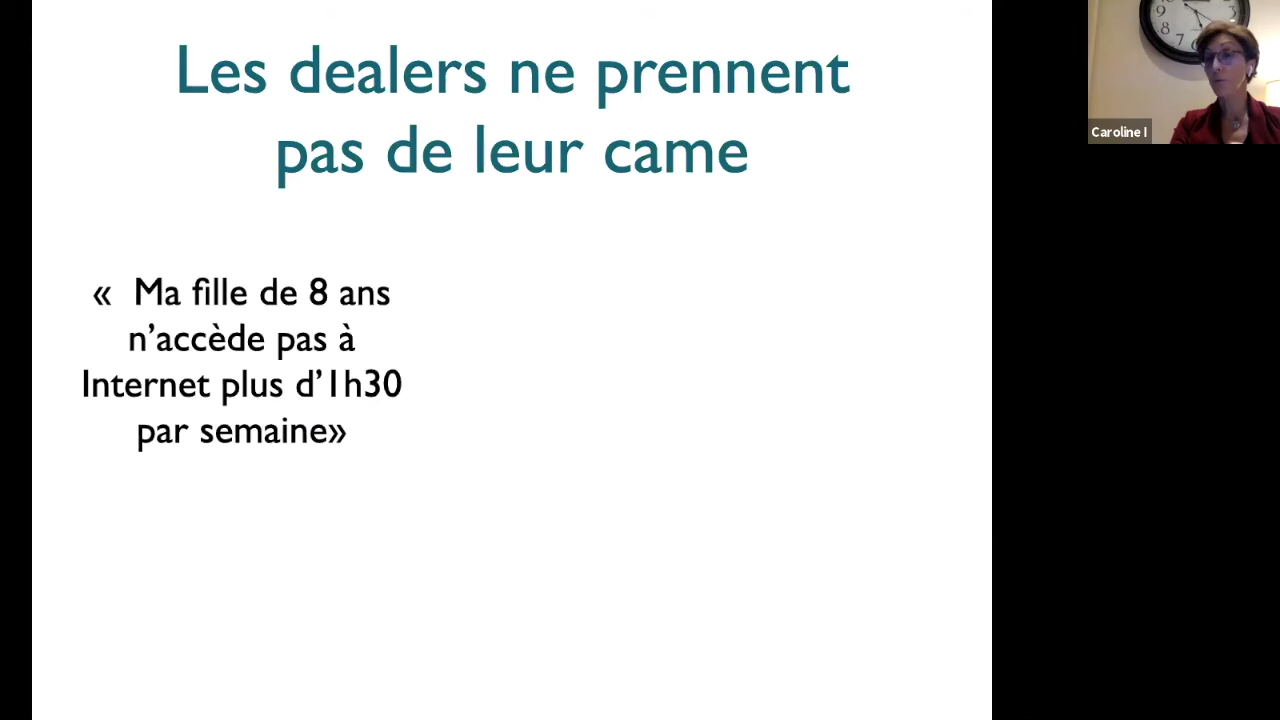 Les dealers ne prennent
pas de leur came
« Ma fille de 8 ans
n’accède pas à
Internet plus d’1h30
par semaine»
Caroline I